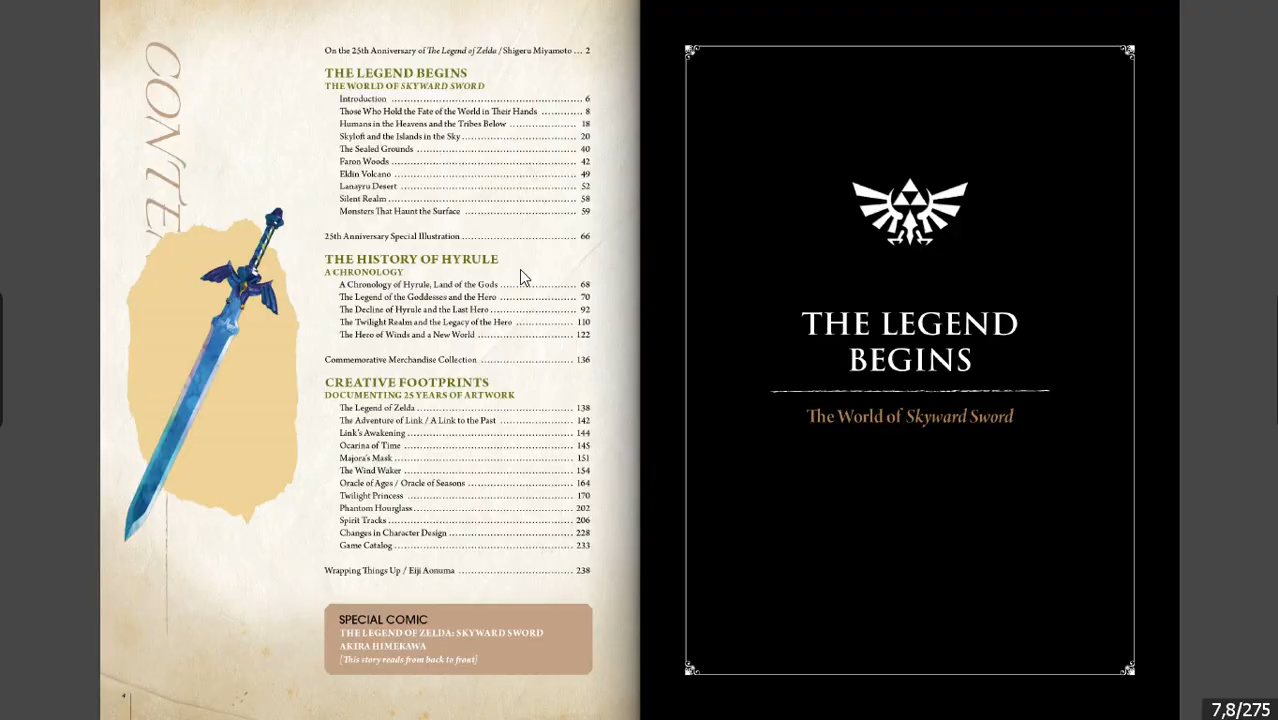 CONTE
On the 25th Anniversary of The Legend of Zelda / Shigeru Miyamoto ... 2
THE LEGEND BEGINS
THE WORLD OF SKYWARD SWORD
Introduction ........ 6
Those Who Hold the Fate of the World in Their Hands ........ 8
Humans in the Heavens and the Tribes Below ........ 18
Skyloft and the Islands in the Sky ........ 20
The Sealed Grounds ........ 40
Faron Woods ........ 42
Eldin Volcano ........ 49
Lanayru Desert ........ 52
Silent Realm ........ 58
Monsters That Haunt the Surface ........ 59
25th Anniversary Special Illustration ........ 66
THE HISTORY OF HYRULE
A CHRONOLOGY
A Chronology of Hyrule, Land of the Gods ........ 68
The Legend of the Goddesses and the Hero ........ 70
The Decline of Hyrule and the Last Hero ........ 92
The Twilight Realm and the Legacy of the Hero ........ 110
The Hero of Winds and a New World ........ 122
Commemorative Merchandise Collection ........ 136
CREATIVE FOOTPRINTS
DOCUMENTING 25 YEARS OF ARTWORK
The Legend of Zelda ........ 138
The Adventure of Link / A Link to the Past ........ 142
Link's Awakening ........ 144
Ocarina of Time ........ 145
Majora's Mask ........ 151
The Wind Waker ........ 154
Oracle of Ages / Oracle of Seasons ........ 164
Twilight Princess ........ 170
Phantom Hourglass ........ 202
Spirit Tracks ........ 206
Changes in Character Design ........ 228
Game Catalog ........ 233
Wrapping Things Up / Eiji Aonuma ........ 238
SPECIAL COMIC
THE LEGEND OF ZELDA: SKYWARD SWORD
AKIRA HIMEKAWA
[This story reads from back to front]
4
THE LEGEND
BEGINS
The World of Skyward Sword
7,8/275